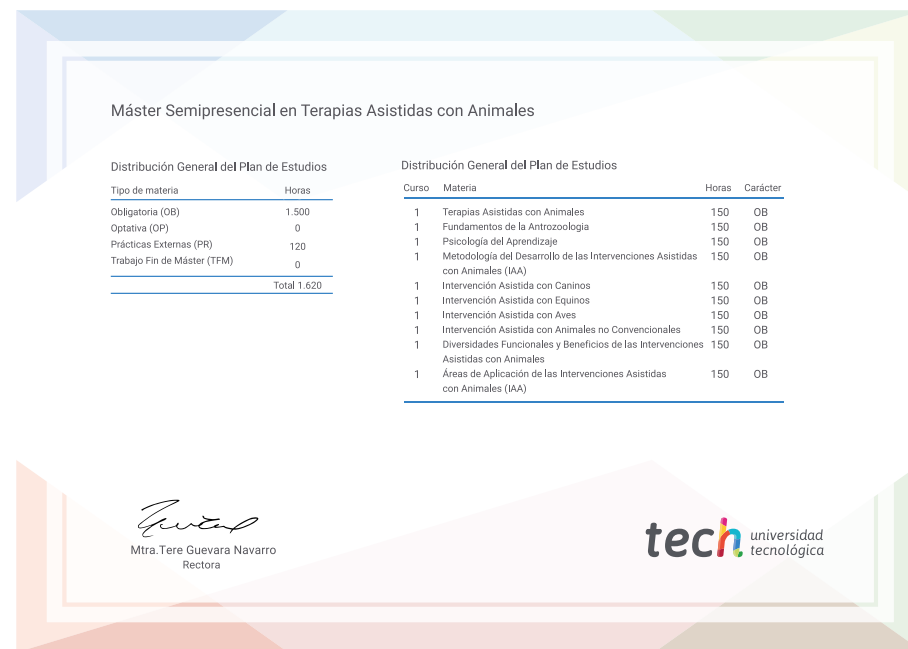 Máster Semipresencial en Terapias Asistidas con Animales
Distribución General del Plan de Estudios
Tipo de materia Horas
Obligatoria (OB) 1.500
Optativa (OP) 0
Prácticas Externas (PR) 120
Trabajo Fin de Máster (TFM) 0
Total 1.620
Distribución General del Plan de Estudios
Curso Materia Horas Carácter
1 Terapias Asistidas con Animales 150 OB
1 Fundamentos de la Antrozoología 150 OB
1 Psicología del Aprendizaje 150 OB
1 Metodología del Desarrollo de las Intervenciones Asistidas 150 OB
con Animales (IAA)
1 Intervención Asistida con Caninos 150 OB
1 Intervención Asistida con Equinos 150 OB
1 Intervención Asistida con Aves 150 OB
1 Intervención Asistida con Animales no Convencionales 150 OB
1 Diversidades Funcionales y Beneficios de las Intervenciones 150 OB
Asistidas con Animales
1 Áreas de Aplicación de las Intervenciones Asistidas 150 OB
con Animales (IAA)
Mtra.Tere Guevara Navarro
Rectora
tech universidad
tecnológica